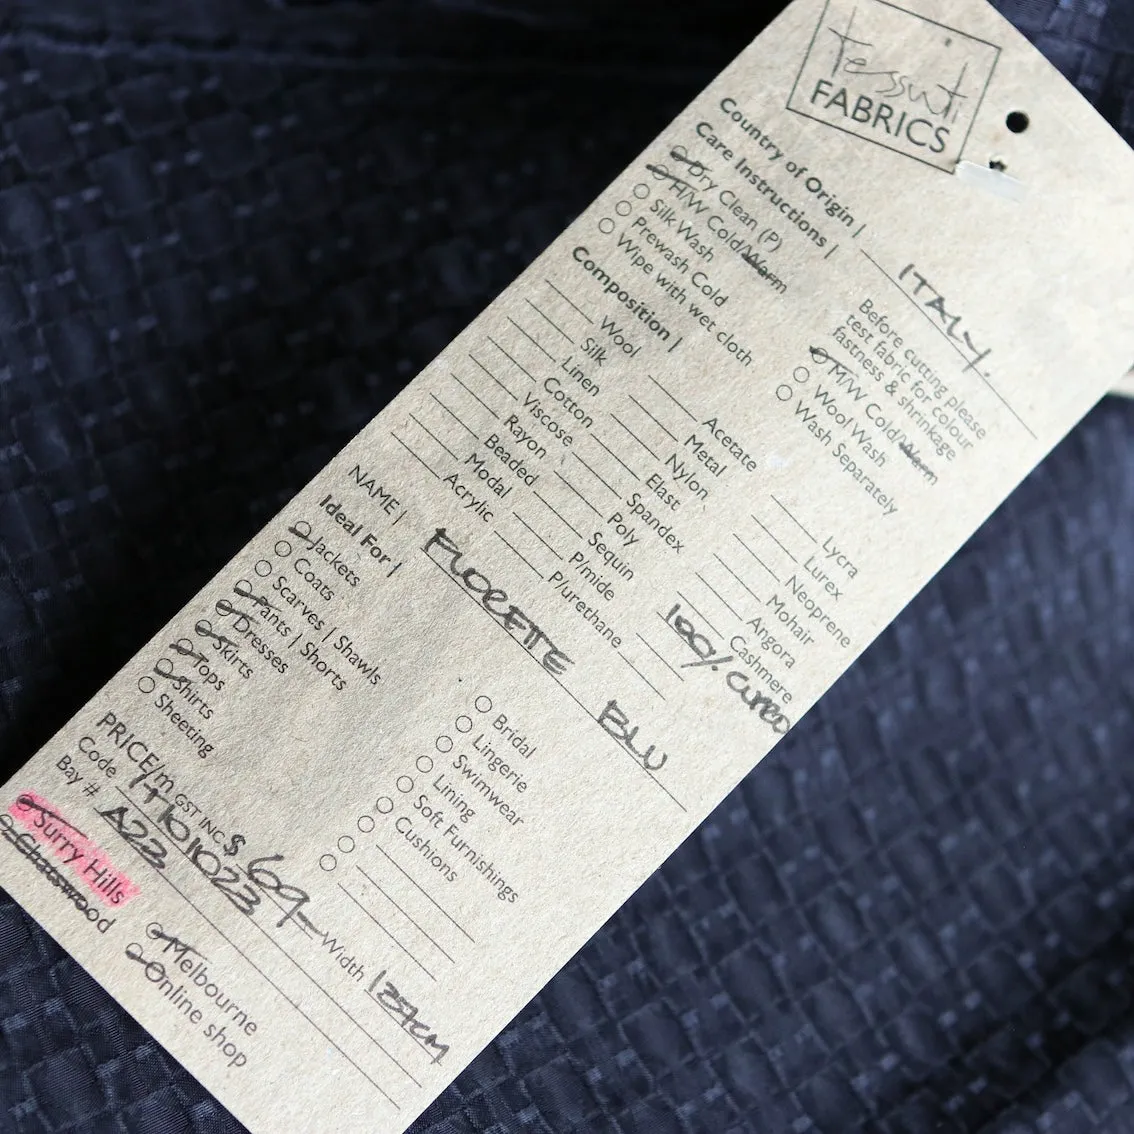 Tessuti
FABRICS
Country of Origin | ITALY.
Care Instructions |
Dry Clean (P)
H/W Cold/Warm
Silk Wash
Prewash Cold
Wipe with wet cloth
Before cutting please
test fabric for colour
fastness & shrinkage
M/W Cold/Warm
Wool Wash
Wash Separately
Composition |
Wool
Silk
Linen
Cotton
Viscose
Rayon
Beaded
Modal
Acrylic
Acetate
Metal
Nylon
Elast
Spandex
Poly
Sequin
P/mide
P/urethane
Lycra
Lurex
Neoprene
Mohair
Angora
Cashmere
100% CUPRO
NAME | FLORETTE BLU
Ideal For |
Jackets
Coats
Scarves | Shawls
Pants | Shorts
Dresses
Skirts
Tops
Shirts
Sheeting
Bridal
Lingerie
Swimwear
Lining
Soft Furnishings
Cushions
PRICE/m GST INC $ 69- Width 137cm
Code 1T1011023
Bay # A23
Surry Hills
Chatswood
Melbourne
Online shop